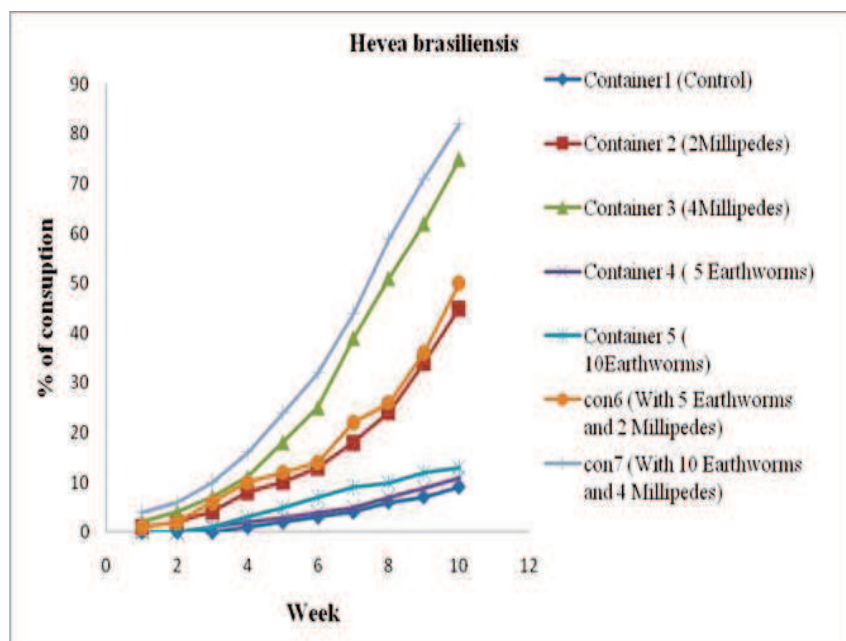 Hevea brasiliensis
% of consuption
90
80
70
60
50
40
30
20
10
0
0 2 4 6 8 10 12
Week
Container1 (Control)
Container 2 (2Millipedes)
Container 3 (4Millipedes)
Container 4 ( 5 Earthworms)
Container 5 (
10Earthworms)
con6 (With 5 Earthworms
and 2 Millipedes)
con7 (With 10 Earthworms
and 4 Millipedes)